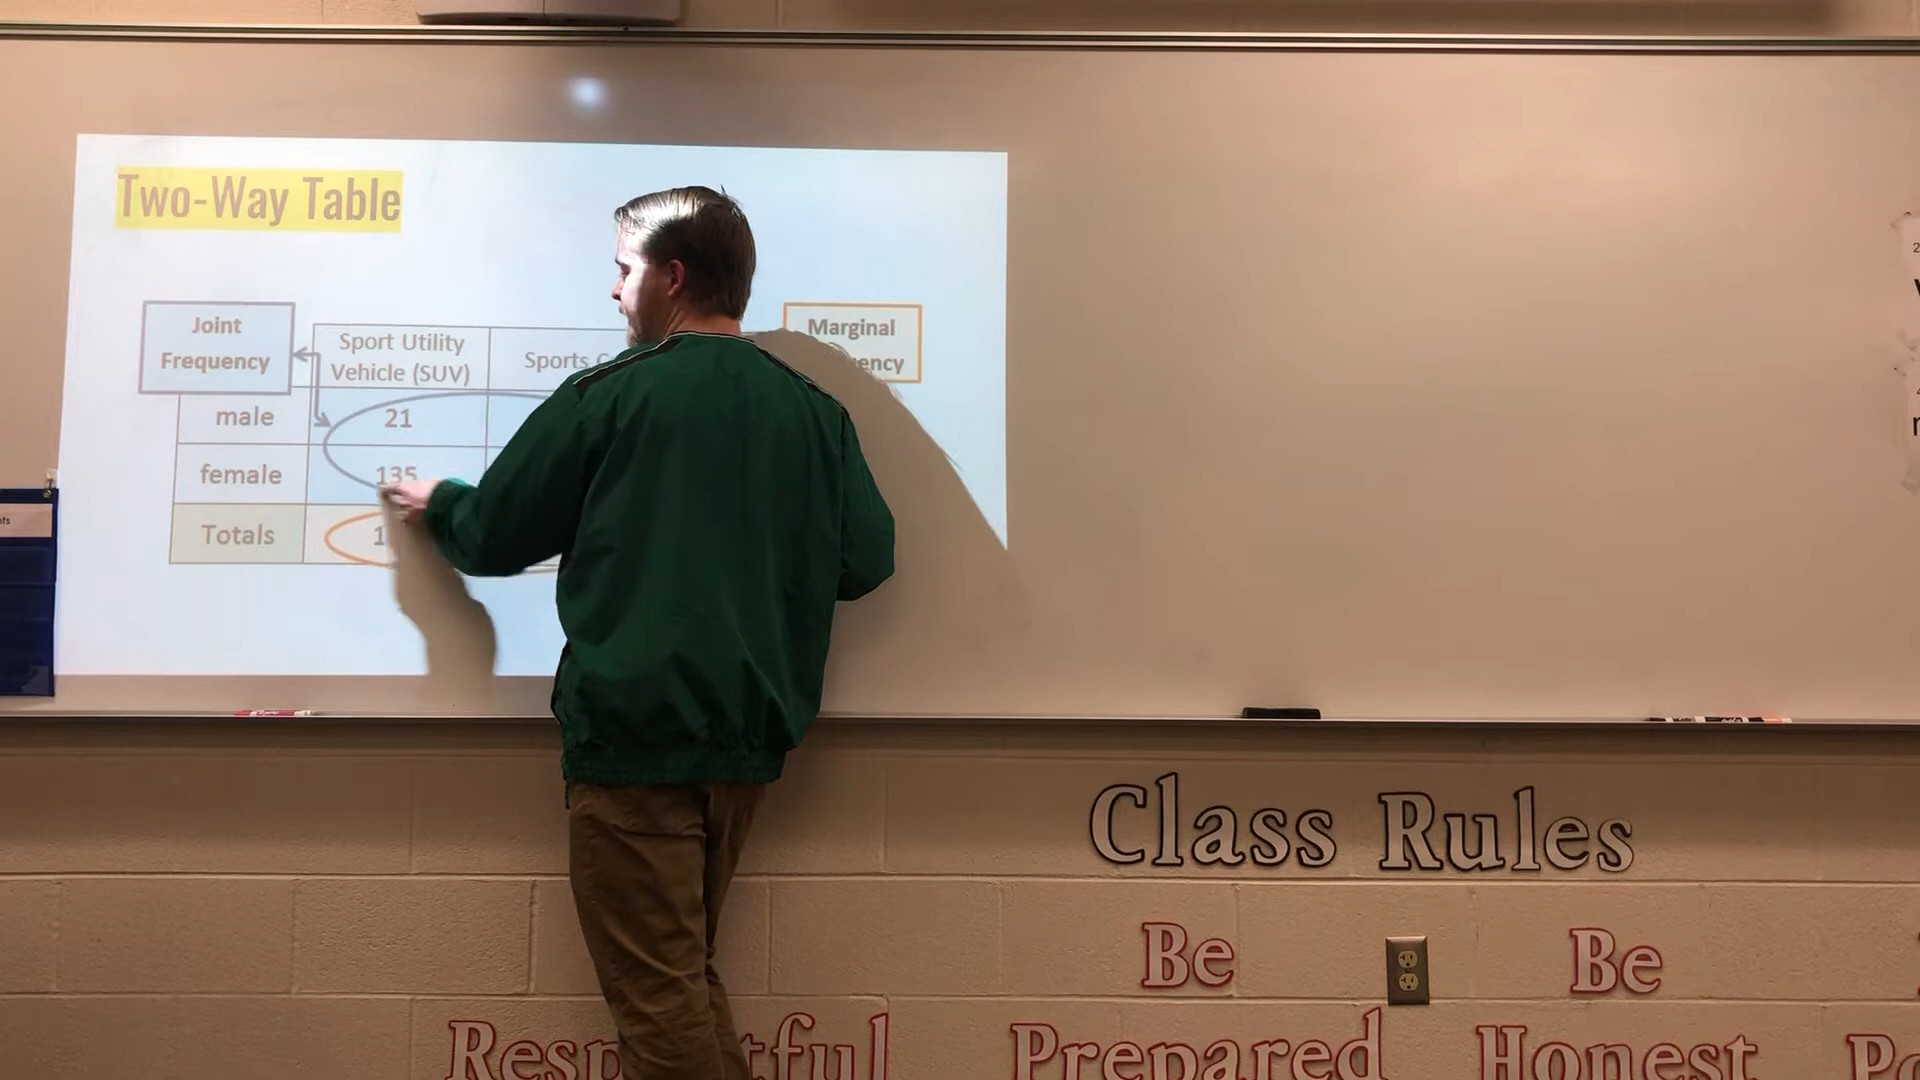 Two-Way Table
Joint
Frequency
Sport Utility
Vehicle (SUV)
Sports
Marginal
male
21
female
135
Totals
Class Rules
Be
Be
Prepared
Honest